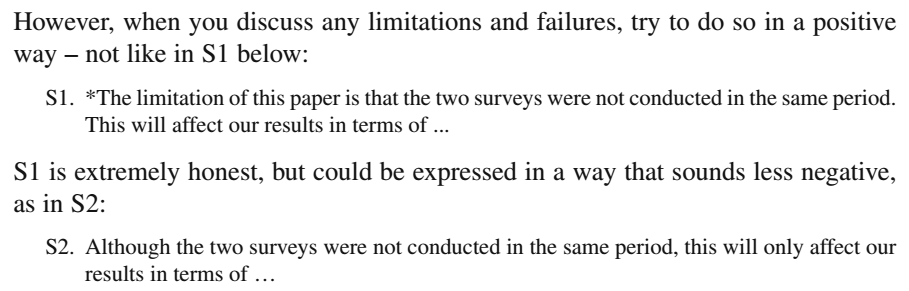 However, when you discuss any limitations and failures, try to do so in a positive
way – not like in S1 below:
S1. *The limitation of this paper is that the two surveys were not conducted in the same period.
This will affect our results in terms of ...
S1 is extremely honest, but could be expressed in a way that sounds less negative,
as in S2:
S2. Although the two surveys were not conducted in the same period, this will only affect our
results in terms of …